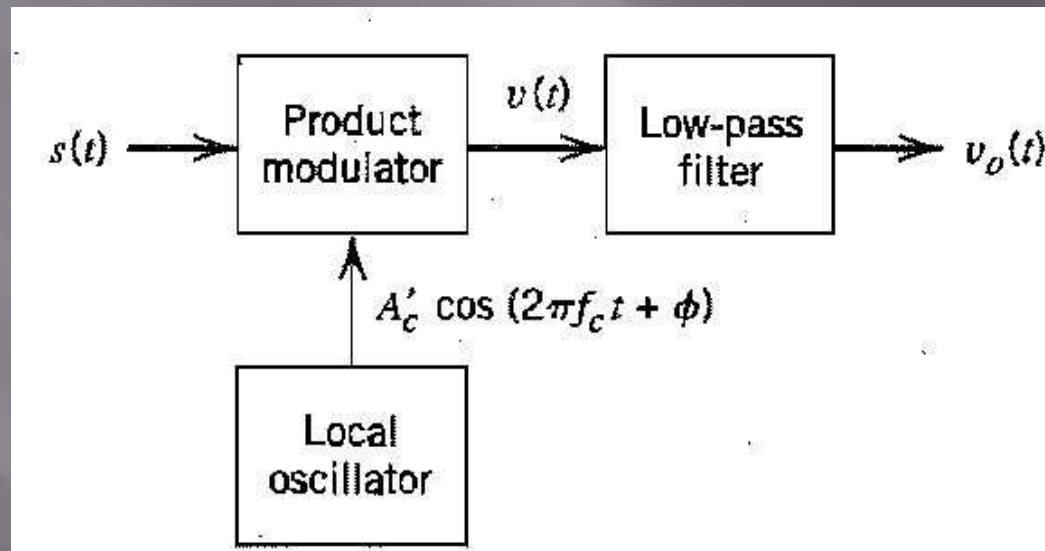 s(t)
Product
modulator
v(t)
Low-pass
filter
v_o(t)
A'_c cos (2πf_c t + ϕ)
Local
oscillator